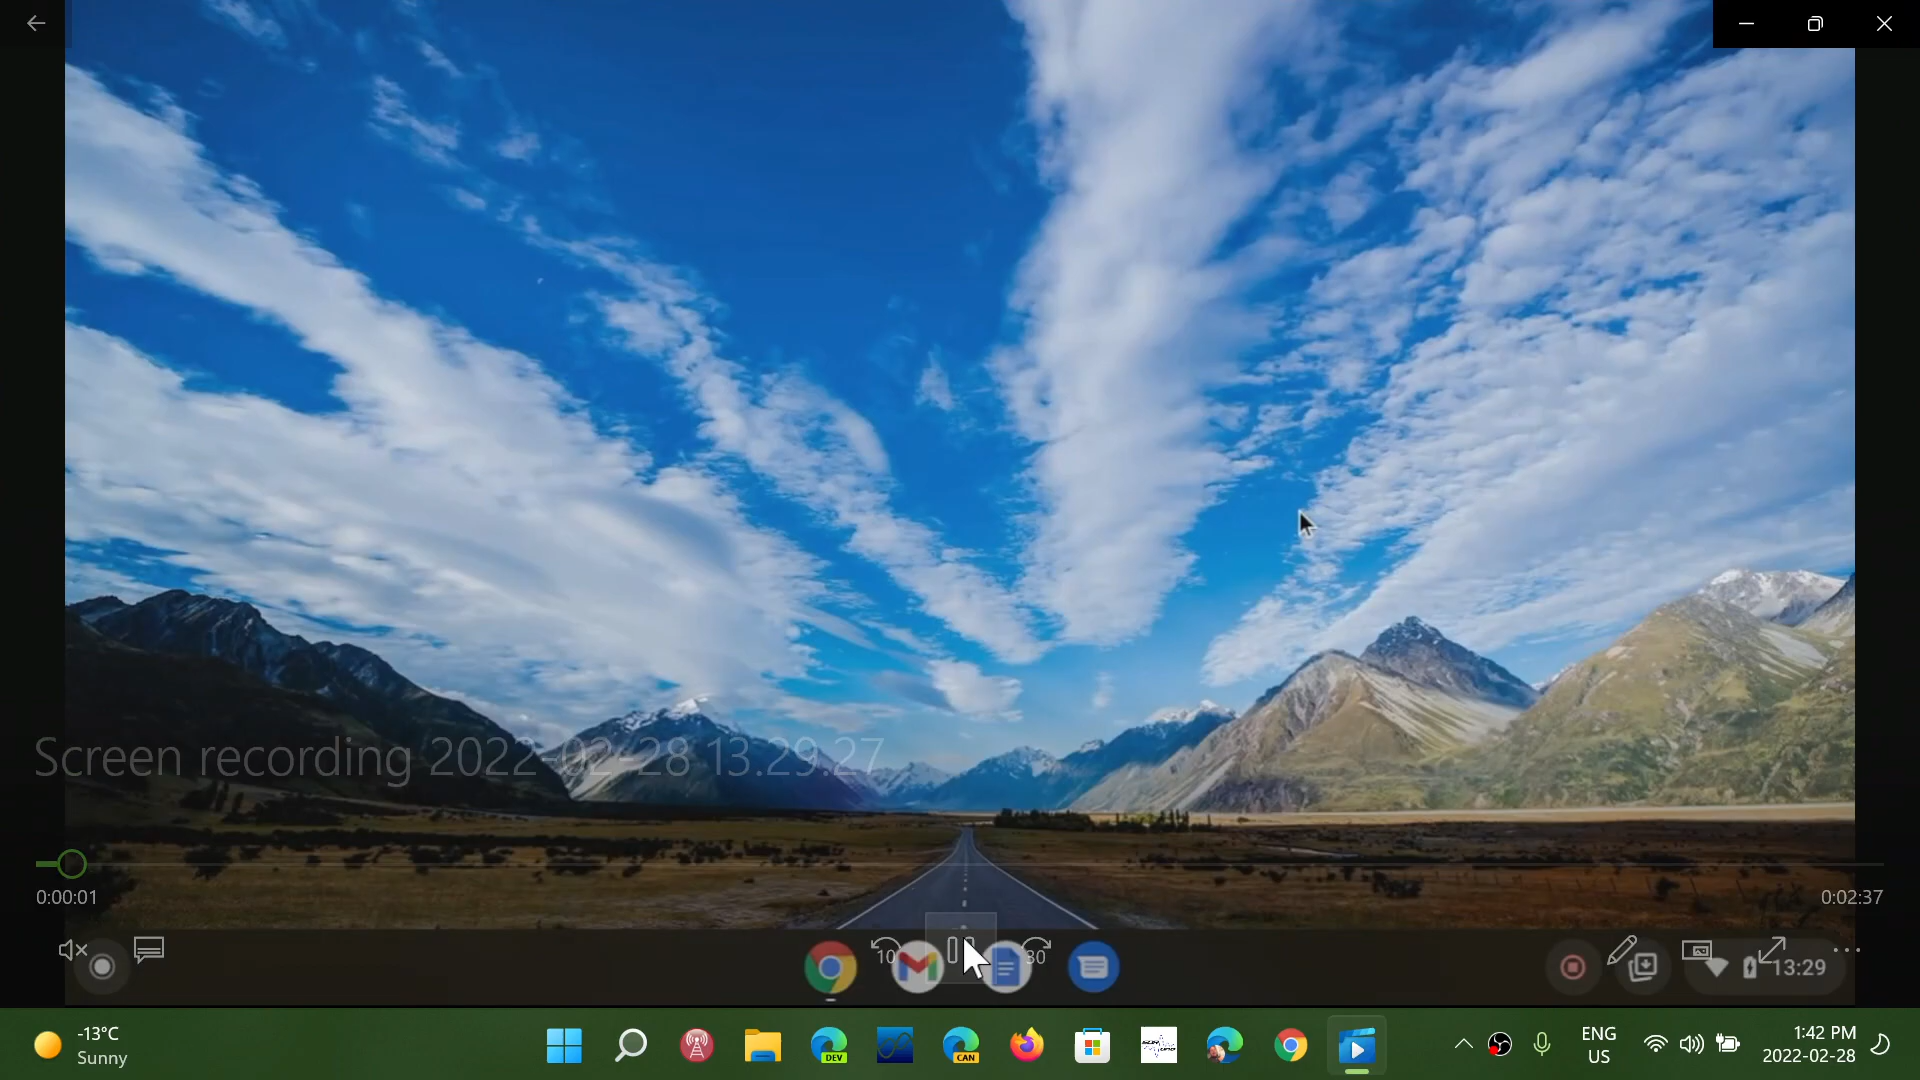 Screen recording 2022-02-28 13.29.27
0:00:01
0:02:37
10
30
13:29
-13°C
Sunny
DEV
CAN
ENG
US
1:42 PM
2022-02-28